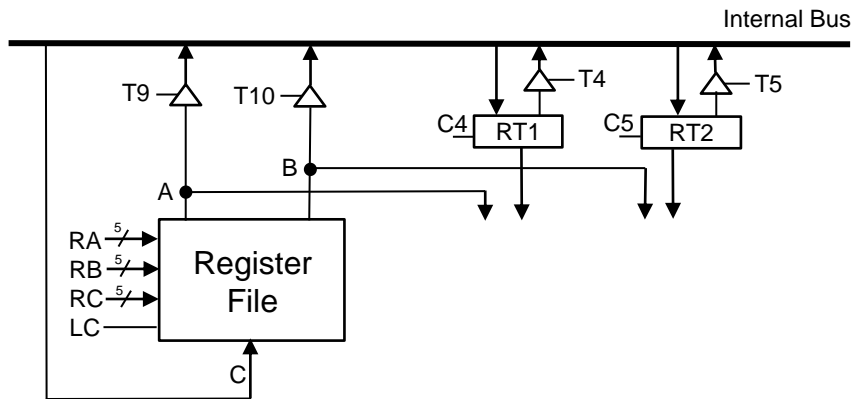 Internal Bus
T9
T10
T4
T5
C4
RT1
C5
RT2
B
A
RA
5
RB
5
RC
5
LC
Register
File
C